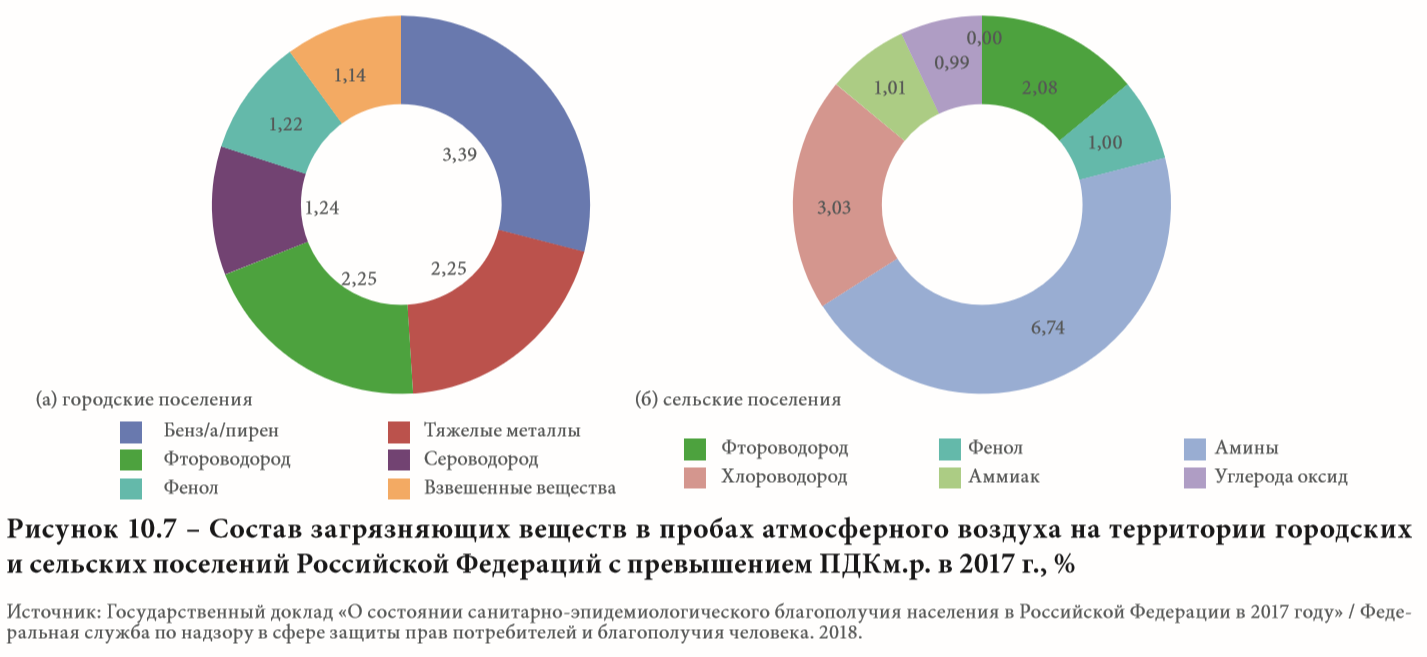 1,14
1,22
3,39
1,24
2,25
2,25
0,00
0,99
2,08
1,01
1,00
3,03
6,74
(а) городские поселения
Бенз/а/пирен
Тяжелые металлы
Фтороводород
Сероводород
Фенол
Взвешенные вещества
(б) сельские поселения
Фтороводород
Фенол
Амины
Хлороводород
Аммиак
Углерода оксид
Рисунок 10.7 – Состав загрязняющих веществ в пробах атмосферного воздуха на территории городских
и сельских поселений Российской Федераций с превышением ПДКм.р. в 2017 г., %
Источник: Государственный доклад «О состоянии санитарно-эпидемиологического благополучия населения в Российской Федерации в 2017 году» / Феде-
ральная служба по надзору в сфере защиты прав потребителей и благополучия человека. 2018.